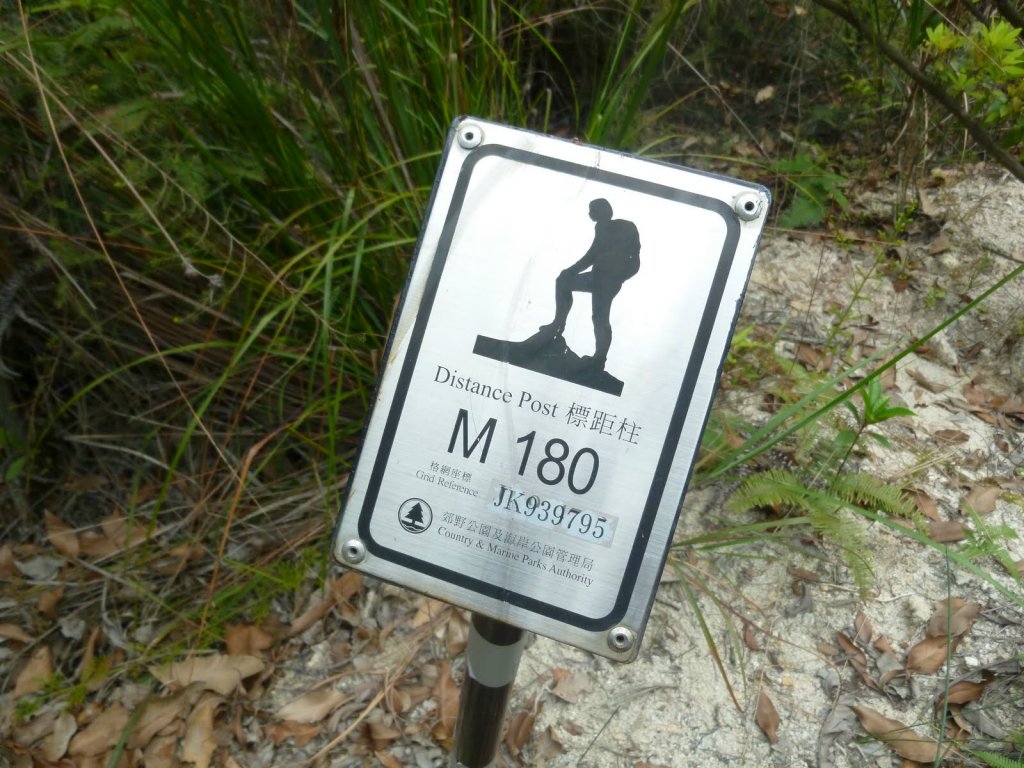 Distance Post 標距柱
M 180
格網座標
Grid Reference
JK939795
郊野公園及海岸公園管理局
Country & Marine Parks Authority